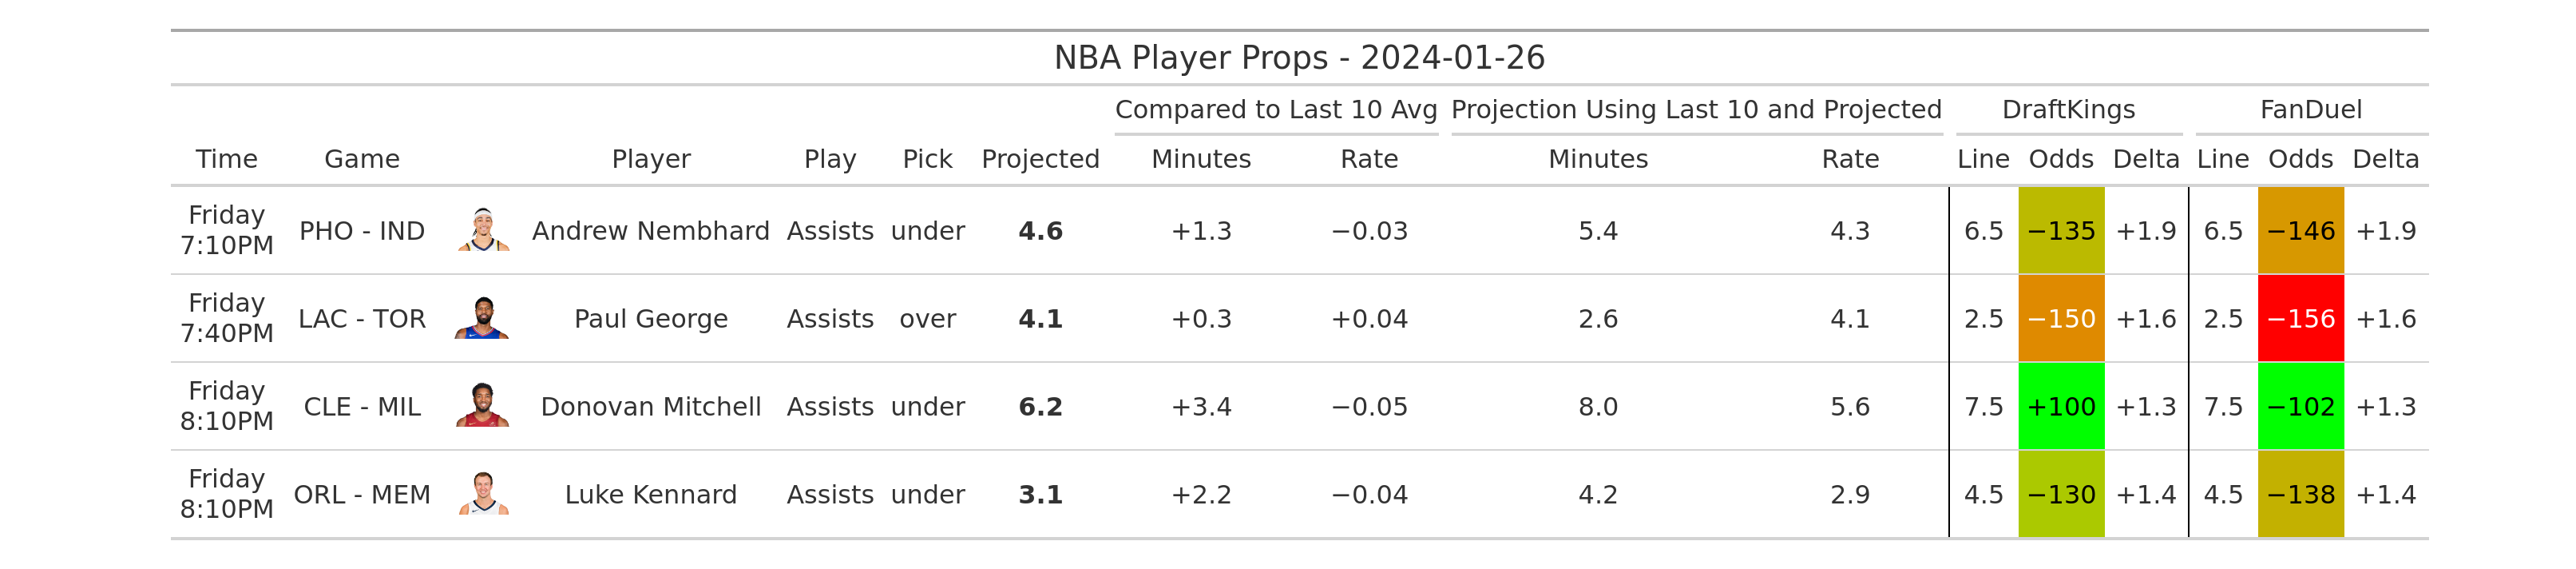 NBA Player Props - 2024-01-26
Compared to Last 10 Avg Projection Using Last 10 and Projected DraftKings FanDuel
Time Game Player Play Pick Projected Minutes Rate Minutes Rate Line Odds Delta Line Odds Delta
Friday
7:10PM PHO - IND Andrew Nembhard Assists under 4.6 +1.3 −0.03 5.4 4.3 6.5 −135 +1.9 6.5 −146 +1.9
Friday
7:40PM LAC - TOR Paul George Assists over 4.1 +0.3 +0.04 2.6 4.1 2.5 −150 +1.6 2.5 −156 +1.6
Friday
8:10PM CLE - MIL Donovan Mitchell Assists under 6.2 +3.4 −0.05 8.0 5.6 7.5 +100 +1.3 7.5 −102 +1.3
Friday
8:10PM ORL - MEM Luke Kennard Assists under 3.1 +2.2 −0.04 4.2 2.9 4.5 −130 +1.4 4.5 −138 +1.4